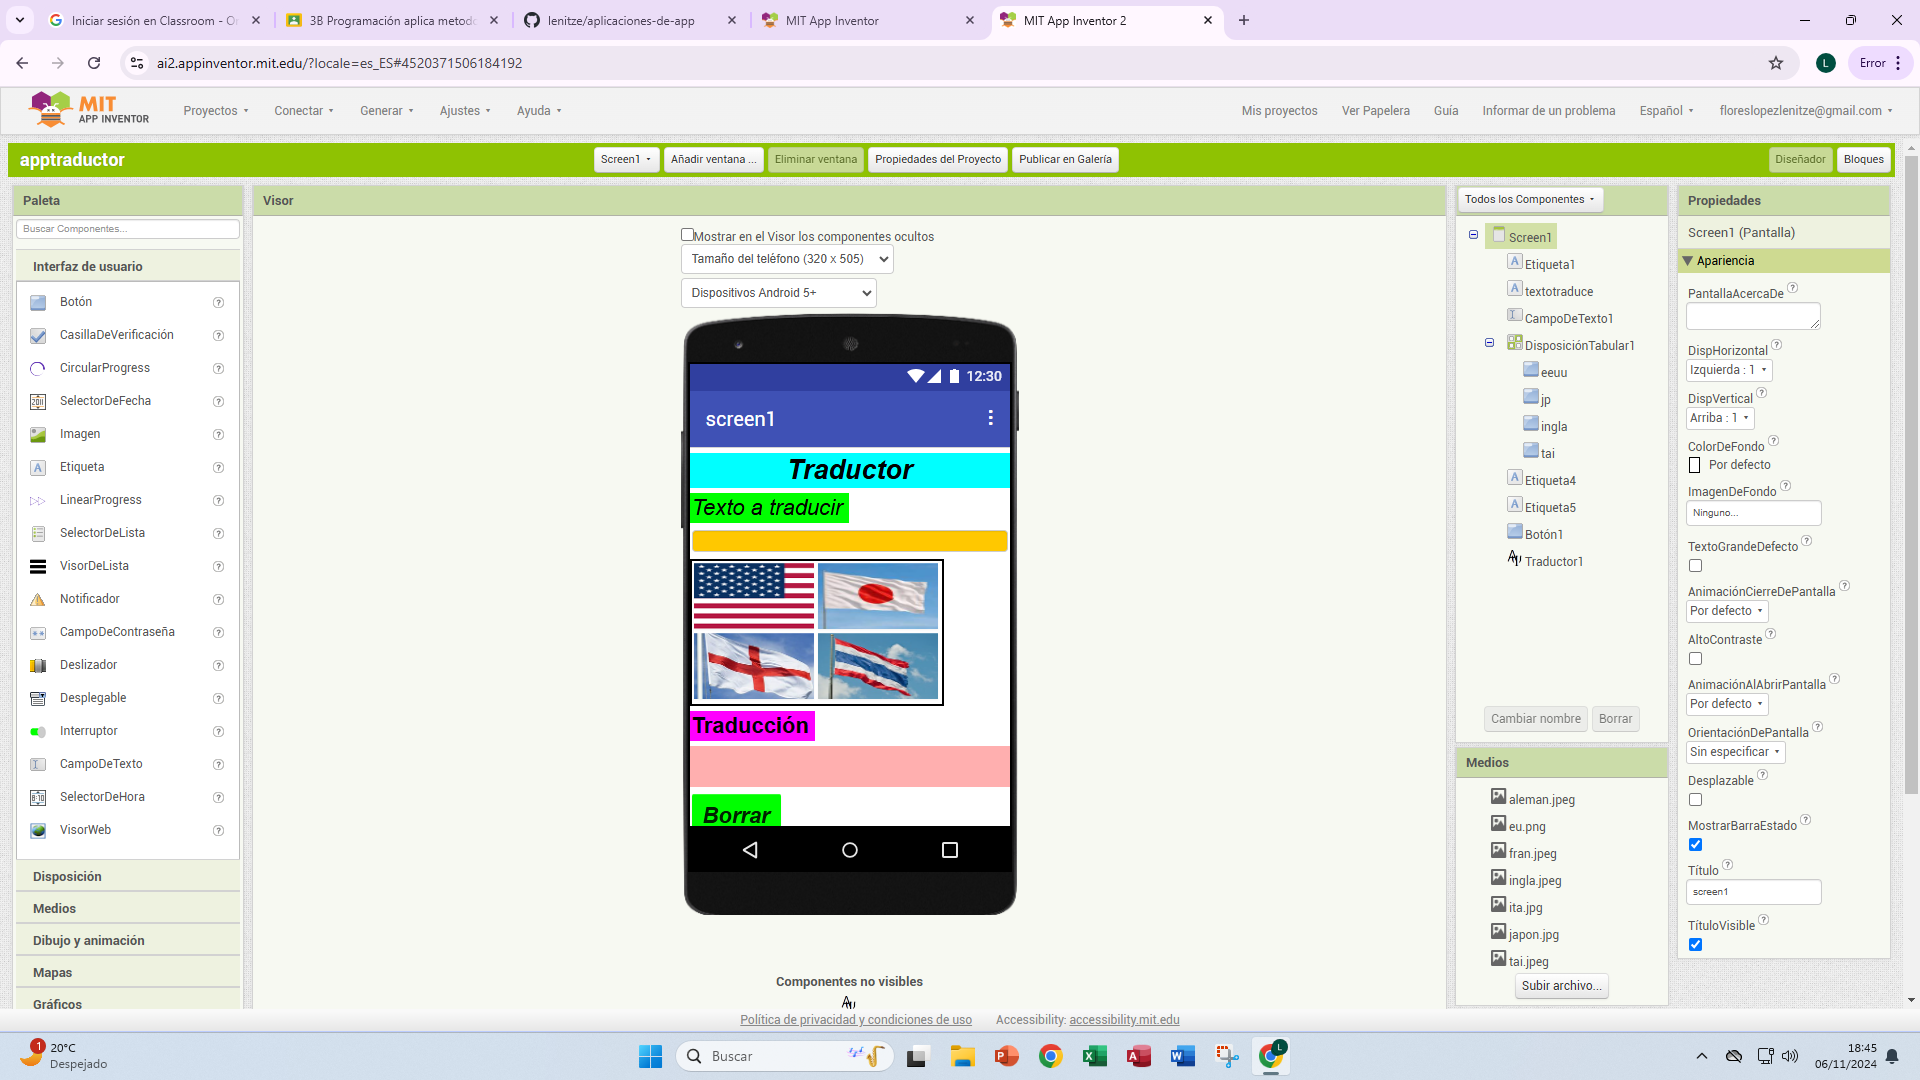 Iniciar sesión en Classroom - Or
3B Programación aplica metodo
lenitze/aplicaciones-de-app
MIT App Inventor
MIT App Inventor 2
ai2.appinventor.mit.edu/?locale=es_ES#4520371506184192
L
Error
MIT
APP INVENTOR
Proyectos
Conectar
Generar
Ajustes
Ayuda
Mis proyectos
Ver Papelera
Guía
Informar de un problema
Español
floreslopezlenitze@gmail.com
apptraductor
Screen1
Añadir ventana ...
Eliminar ventana
Propiedades del Proyecto
Publicar en Galería
Diseñador
Bloques
Paleta
Buscar Componentes...
Interfaz de usuario
Botón
CasillaDeVerificación
CircularProgress
SelectorDeFecha
Imagen
Etiqueta
LinearProgress
SelectorDeLista
VisorDeLista
Notificador
CampoDeContraseña
Deslizador
Desplegable
Interruptor
CampoDeTexto
SelectorDeHora
VisorWeb
Disposición
Medios
Dibujo y animación
Mapas
Gráficos
Visor
Mostrar en el Visor los componentes ocultos
Tamaño del teléfono (320 x 505)
Dispositivos Android 5+
12:30
screen1
Traductor
Texto a traducir
Traducción
Borrar
Componentes no visibles
Todos los Componentes
Screen1
Etiqueta1
textotraduce
CampoDeTexto1
DisposiciónTabular1
eeuu
jp
ingla
tai
Etiqueta4
Etiqueta5
Botón1
Traductor1
Cambiar nombre
Borrar
Medios
aleman.jpeg
eu.png
fran.jpeg
ingla.jpeg
ita.jpg
japon.jpg
tai.jpeg
Subir archivo...
Propiedades
Screen1 (Pantalla)
Apariencia
PantallaAcercaDe
DispHorizontal
Izquierda : 1
DispVertical
Arriba : 1
ColorDeFondo
Por defecto
ImagenDeFondo
Ninguno...
TextoGrandeDefecto
AnimaciónCierreDePantalla
Por defecto
AltoContraste
AnimaciónAlAbrirPantalla
Por defecto
OrientaciónDePantalla
Sin especificar
Desplazable
MostrarBarraEstado
Título
screen1
TítuloVisible
Política de privacidad y condiciones de uso
Accessibility: accessibility.mit.edu
1
20°C
Despejado
Buscar
L
18:45
06/11/2024